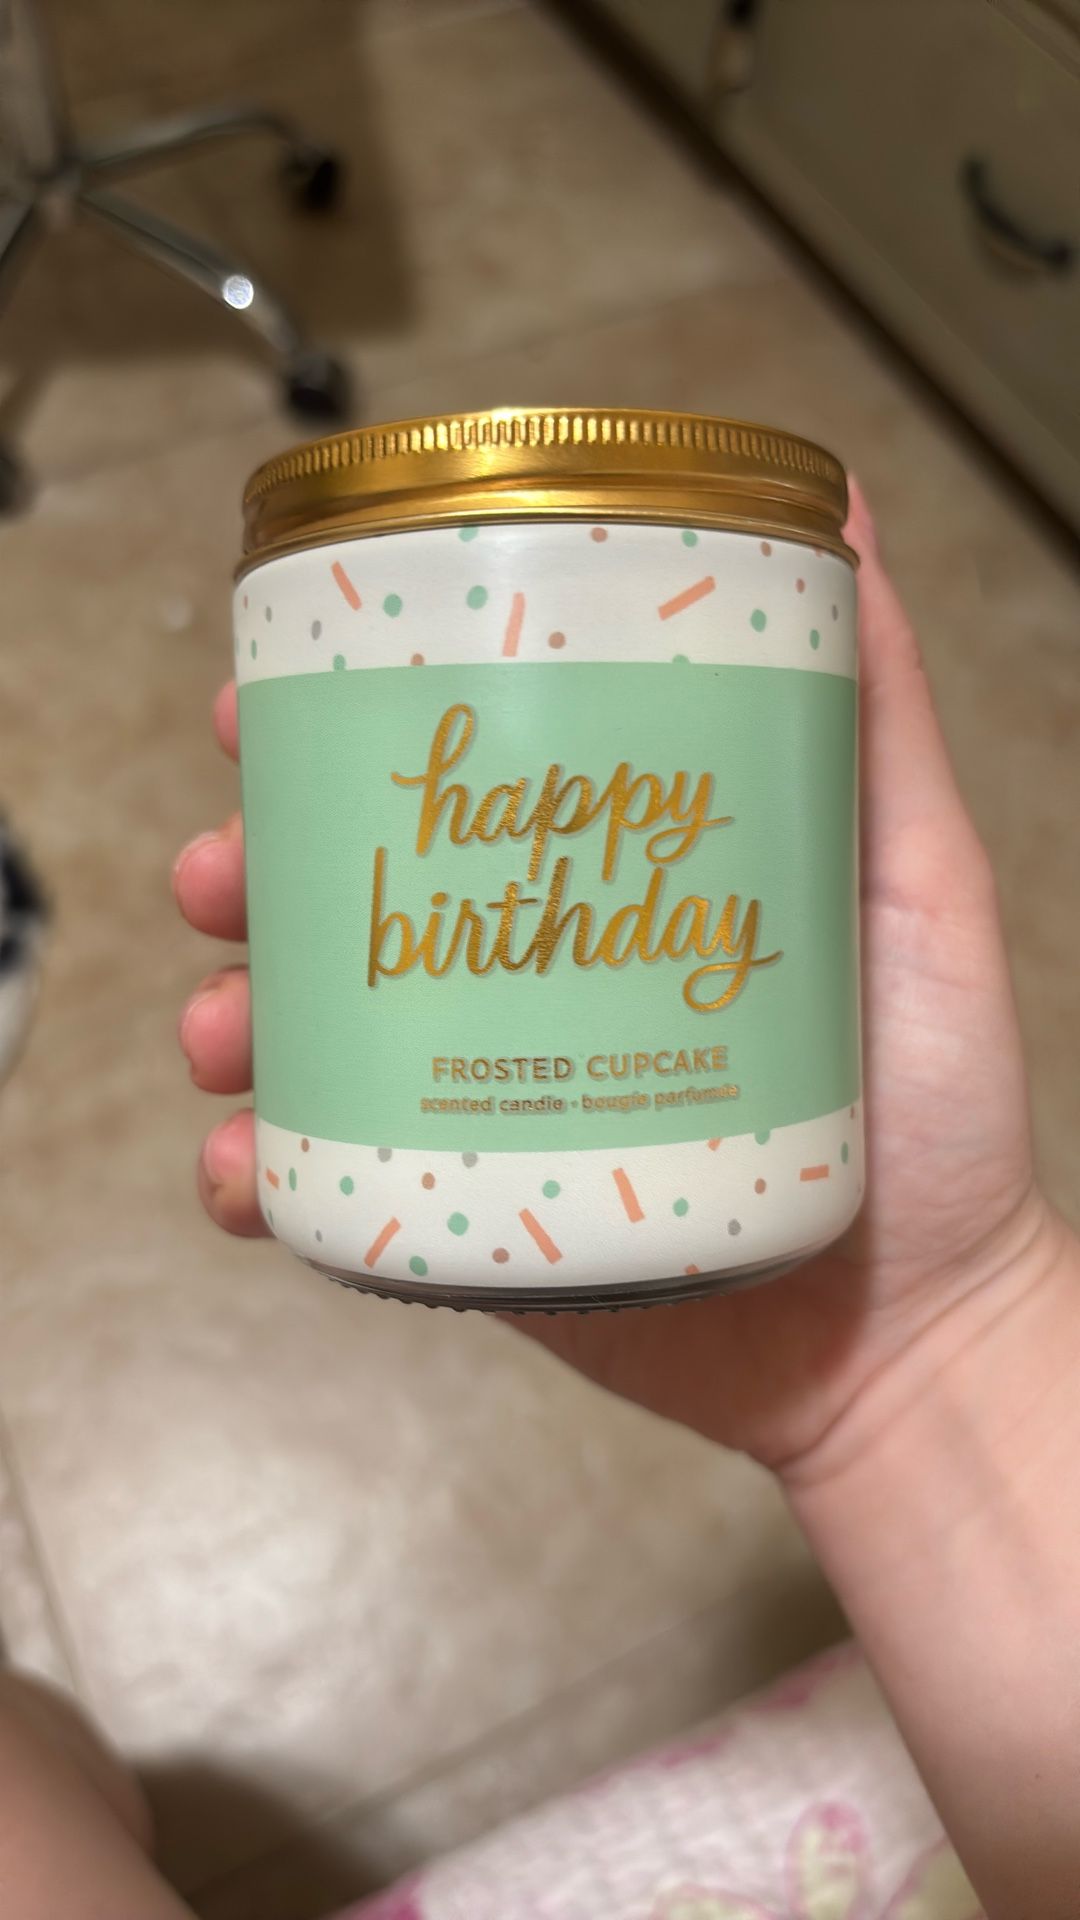 happy
birthday
FROSTED CUPCAKE
scented candle • bougie parfumée